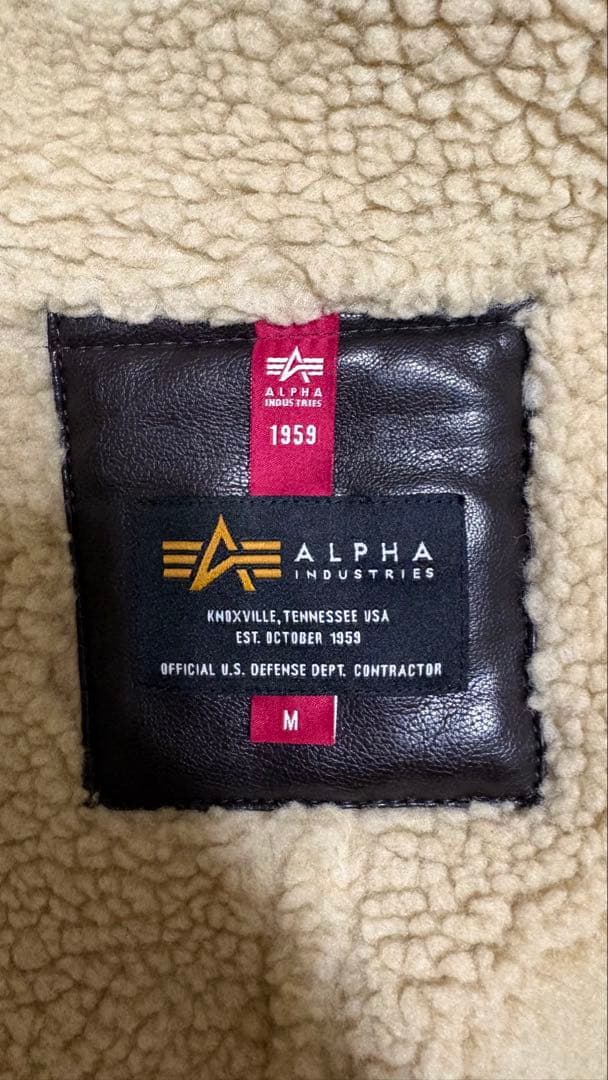 ALPHA
INDUSTRIES
1959
ALPHA
INDUSTRIES
KNOXVILLE, TENNESSEE USA
EST. OCTOBER 1959
OFFICIAL U.S. DEFENSE DEPT. CONTRACTOR
M